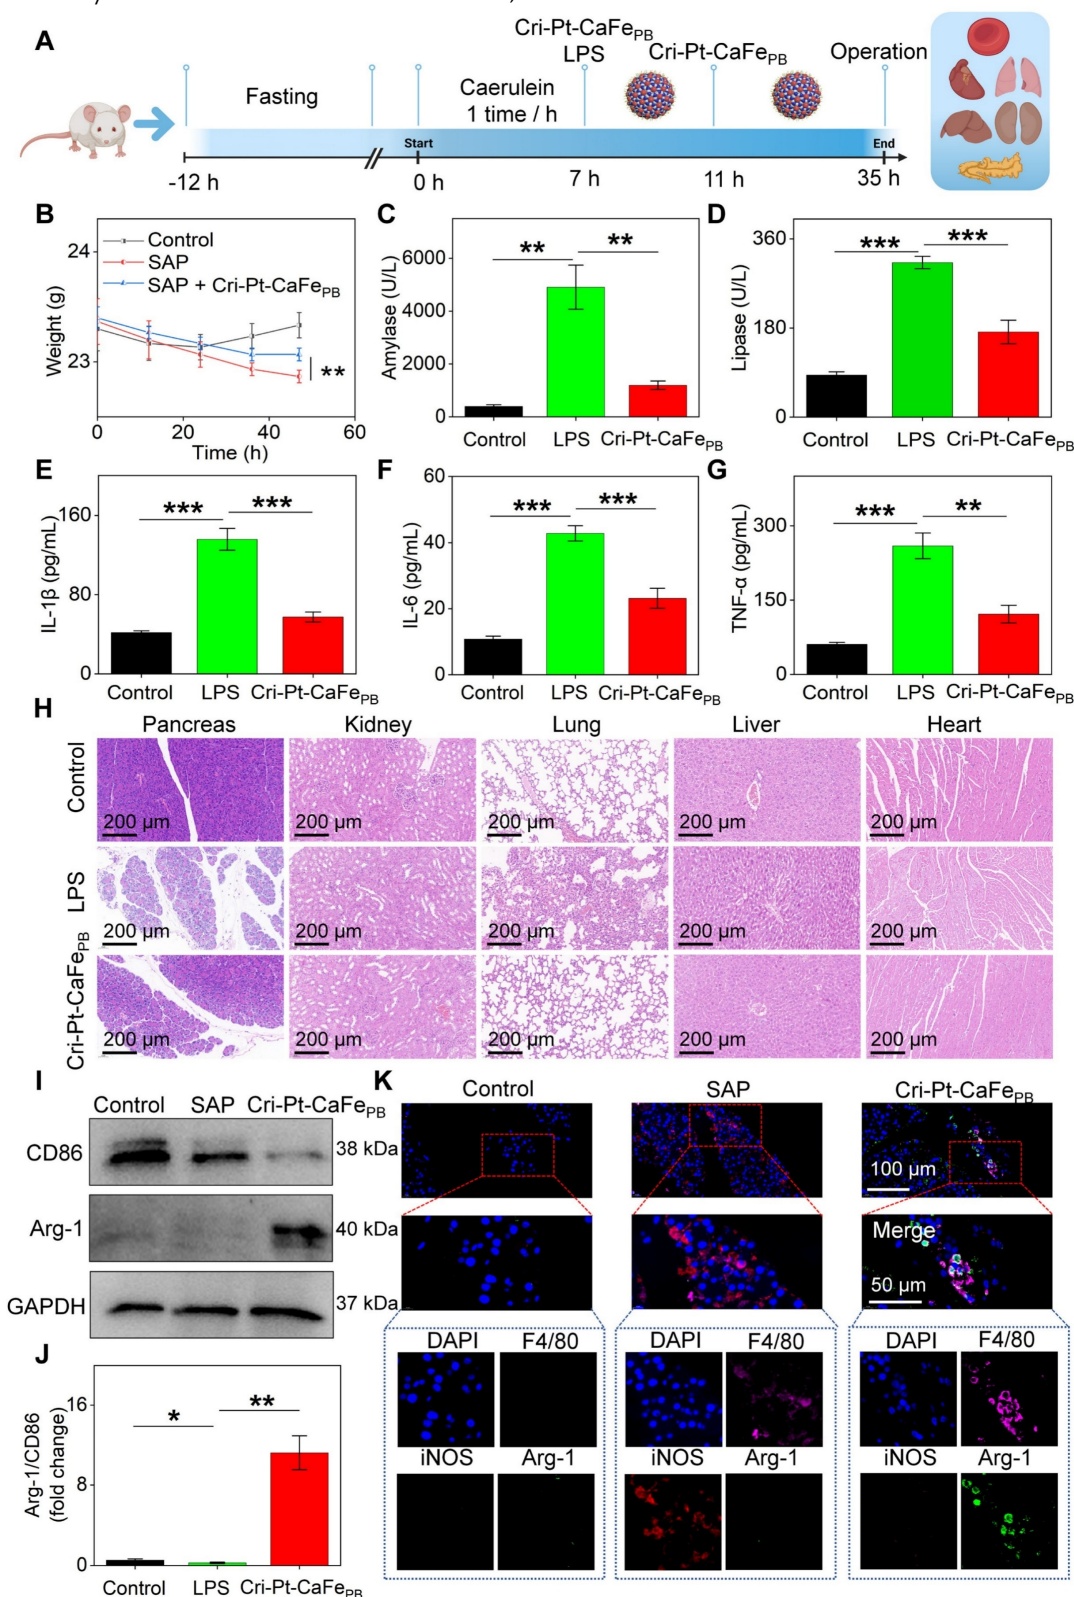 A
Cri-Pt-CaFePB
LPS
Cri-Pt-CaFePB
Operation
Fasting
Caerulein
1 time / h
Start
End
-12 h
0 h
7 h
11 h
35 h
B
24
23
Weight (g)
Control
SAP
SAP + Cri-Pt-CaFePB
**
0
20
40
60
Time (h)
C
6000
4000
2000
0
Amylase (U/L)
**
**
Control
LPS
Cri-Pt-CaFePB
D
360
180
0
Lipase (U/L)
***
***
Control
LPS
Cri-Pt-CaFePB
E
160
80
0
IL-1β (pg/mL)
***
***
Control
LPS
Cri-Pt-CaFePB
F
60
40
20
0
IL-6 (pg/mL)
***
***
Control
LPS
Cri-Pt-CaFePB
G
300
150
0
TNF-α (pg/mL)
***
**
Control
LPS
Cri-Pt-CaFePB
H
Pancreas
Kidney
Lung
Liver
Heart
Control
200 µm
200 µm
200 µm
200 µm
200 µm
LPS
200 µm
200 µm
200 µm
200 µm
200 µm
Cri-Pt-CaFePB
200 µm
200 µm
200 µm
200 µm
200 µm
I
Control
SAP
Cri-Pt-CaFePB
CD86
38 kDa
Arg-1
40 kDa
GAPDH
37 kDa
J
16
8
0
Arg-1/CD86
(fold change)
*
**
Control
LPS
Cri-Pt-CaFePB
K
Control
SAP
Cri-Pt-CaFePB
100 µm
Merge
50 µm
DAPI
F4/80
iNOS
Arg-1
DAPI
F4/80
iNOS
Arg-1
DAPI
F4/80
iNOS
Arg-1